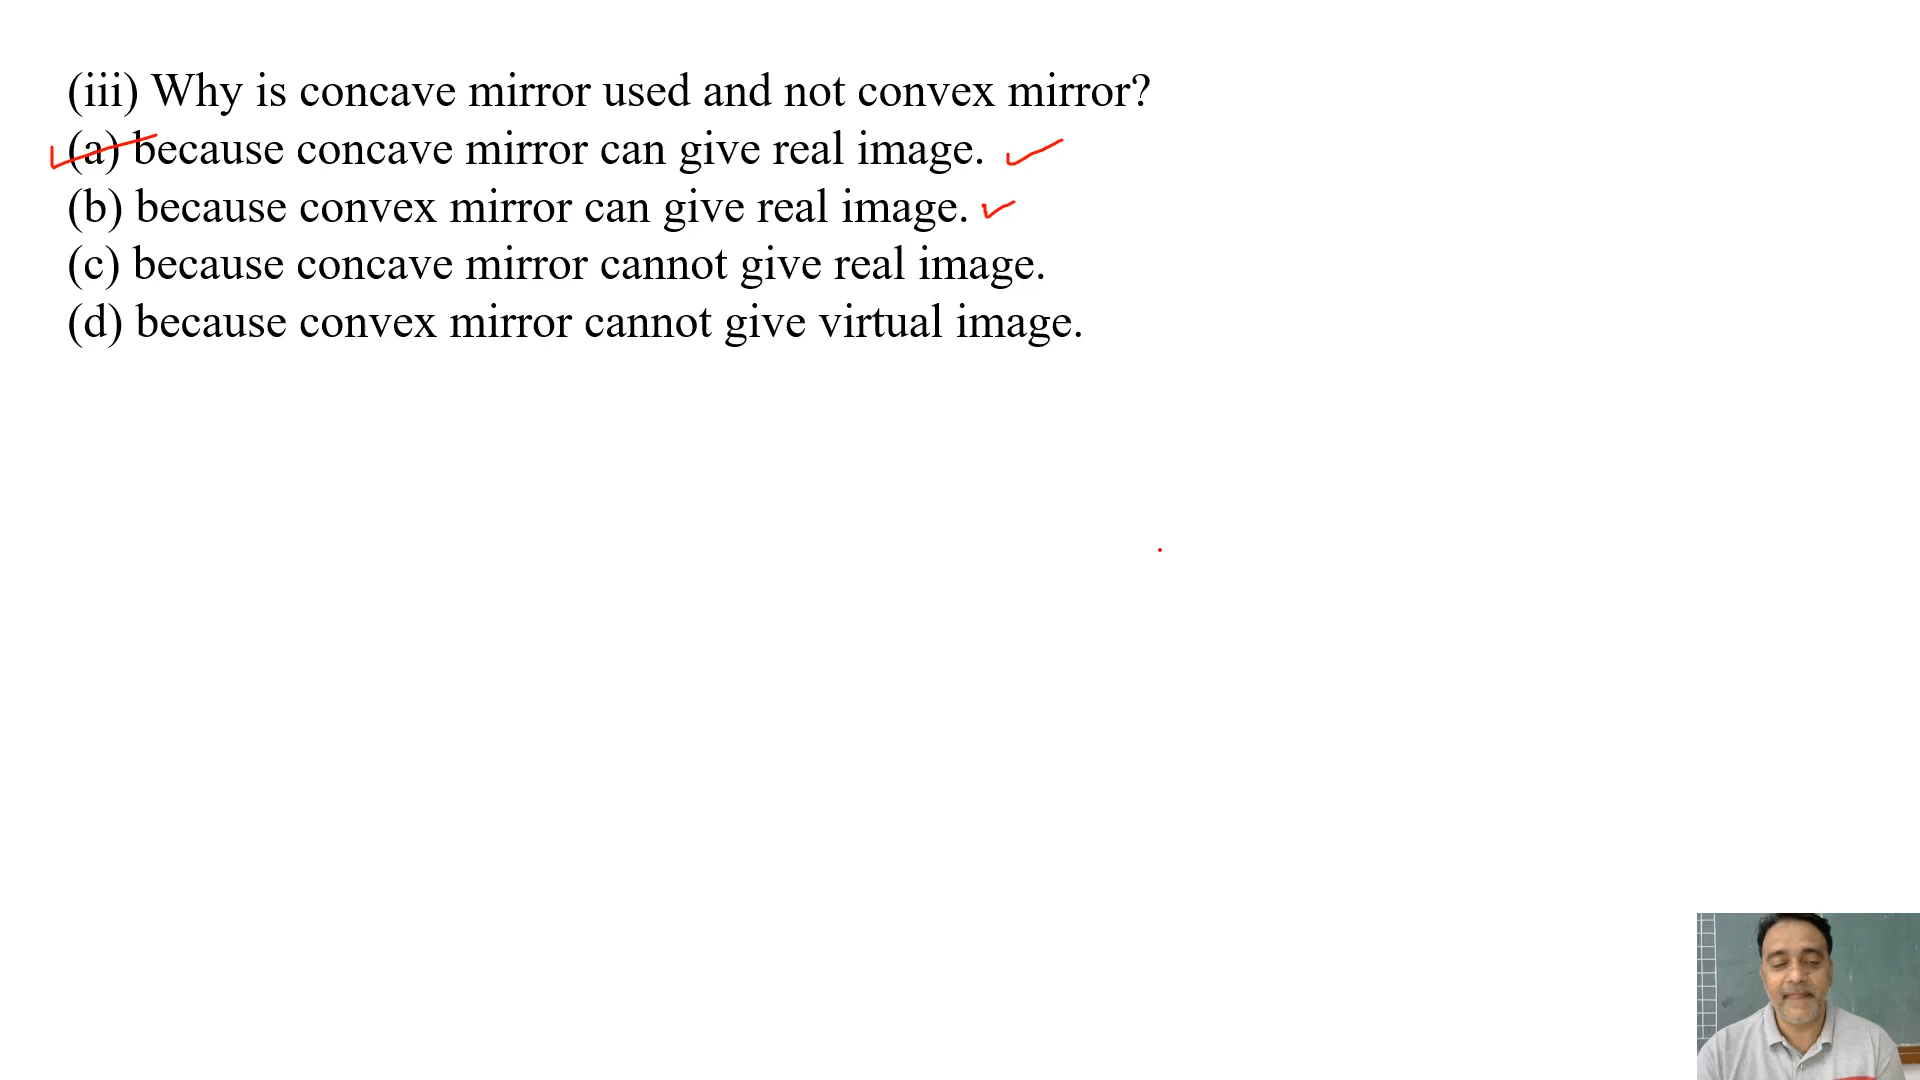 (iii) Why is concave mirror used and not convex mirror?
(a) because concave mirror can give real image.
(b) because convex mirror can give real image.
(c) because concave mirror cannot give real image.
(d) because convex mirror cannot give virtual image.